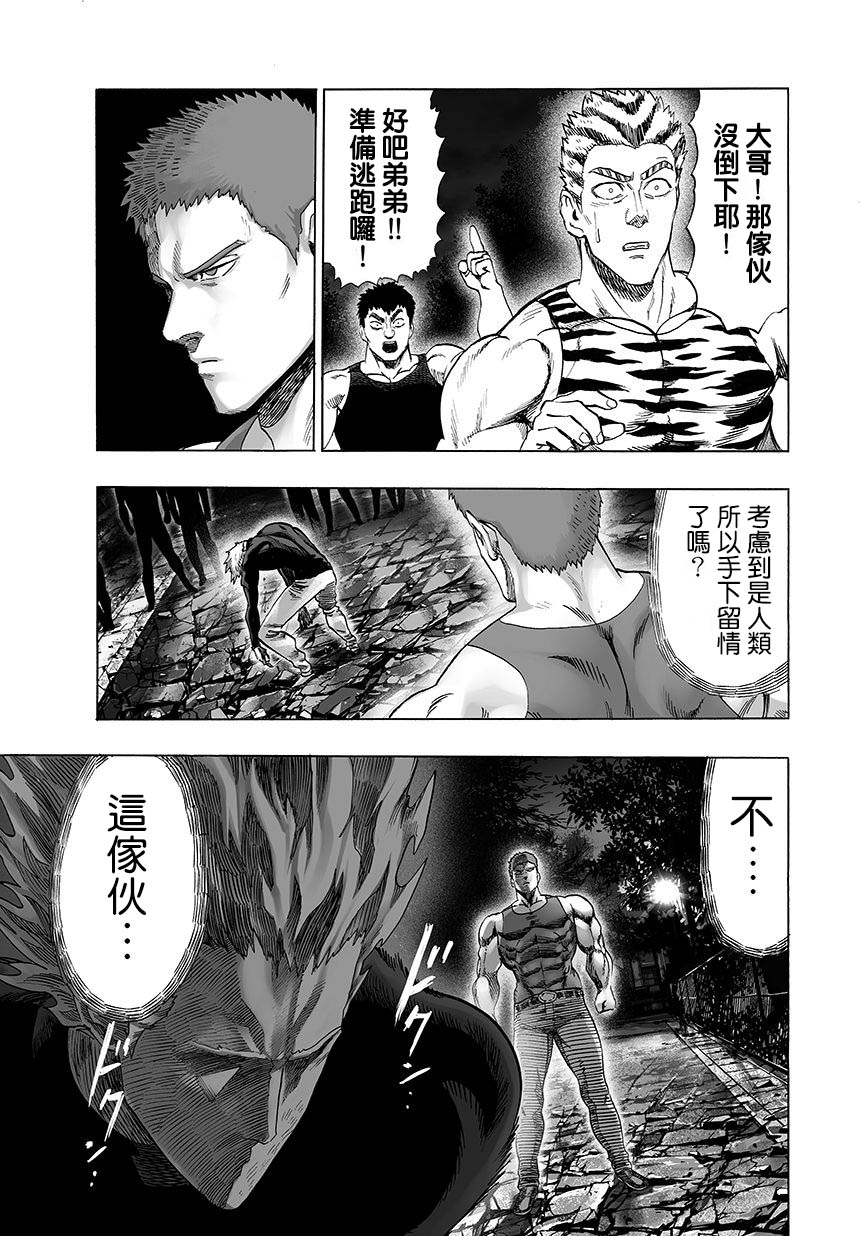 大哥！那傢伙
沒倒下耶！
好吧弟弟!!
準備逃跑囉！
考慮到是人類
所以手下留情
了嗎？
不…
這傢伙…
ドクン
ドクン